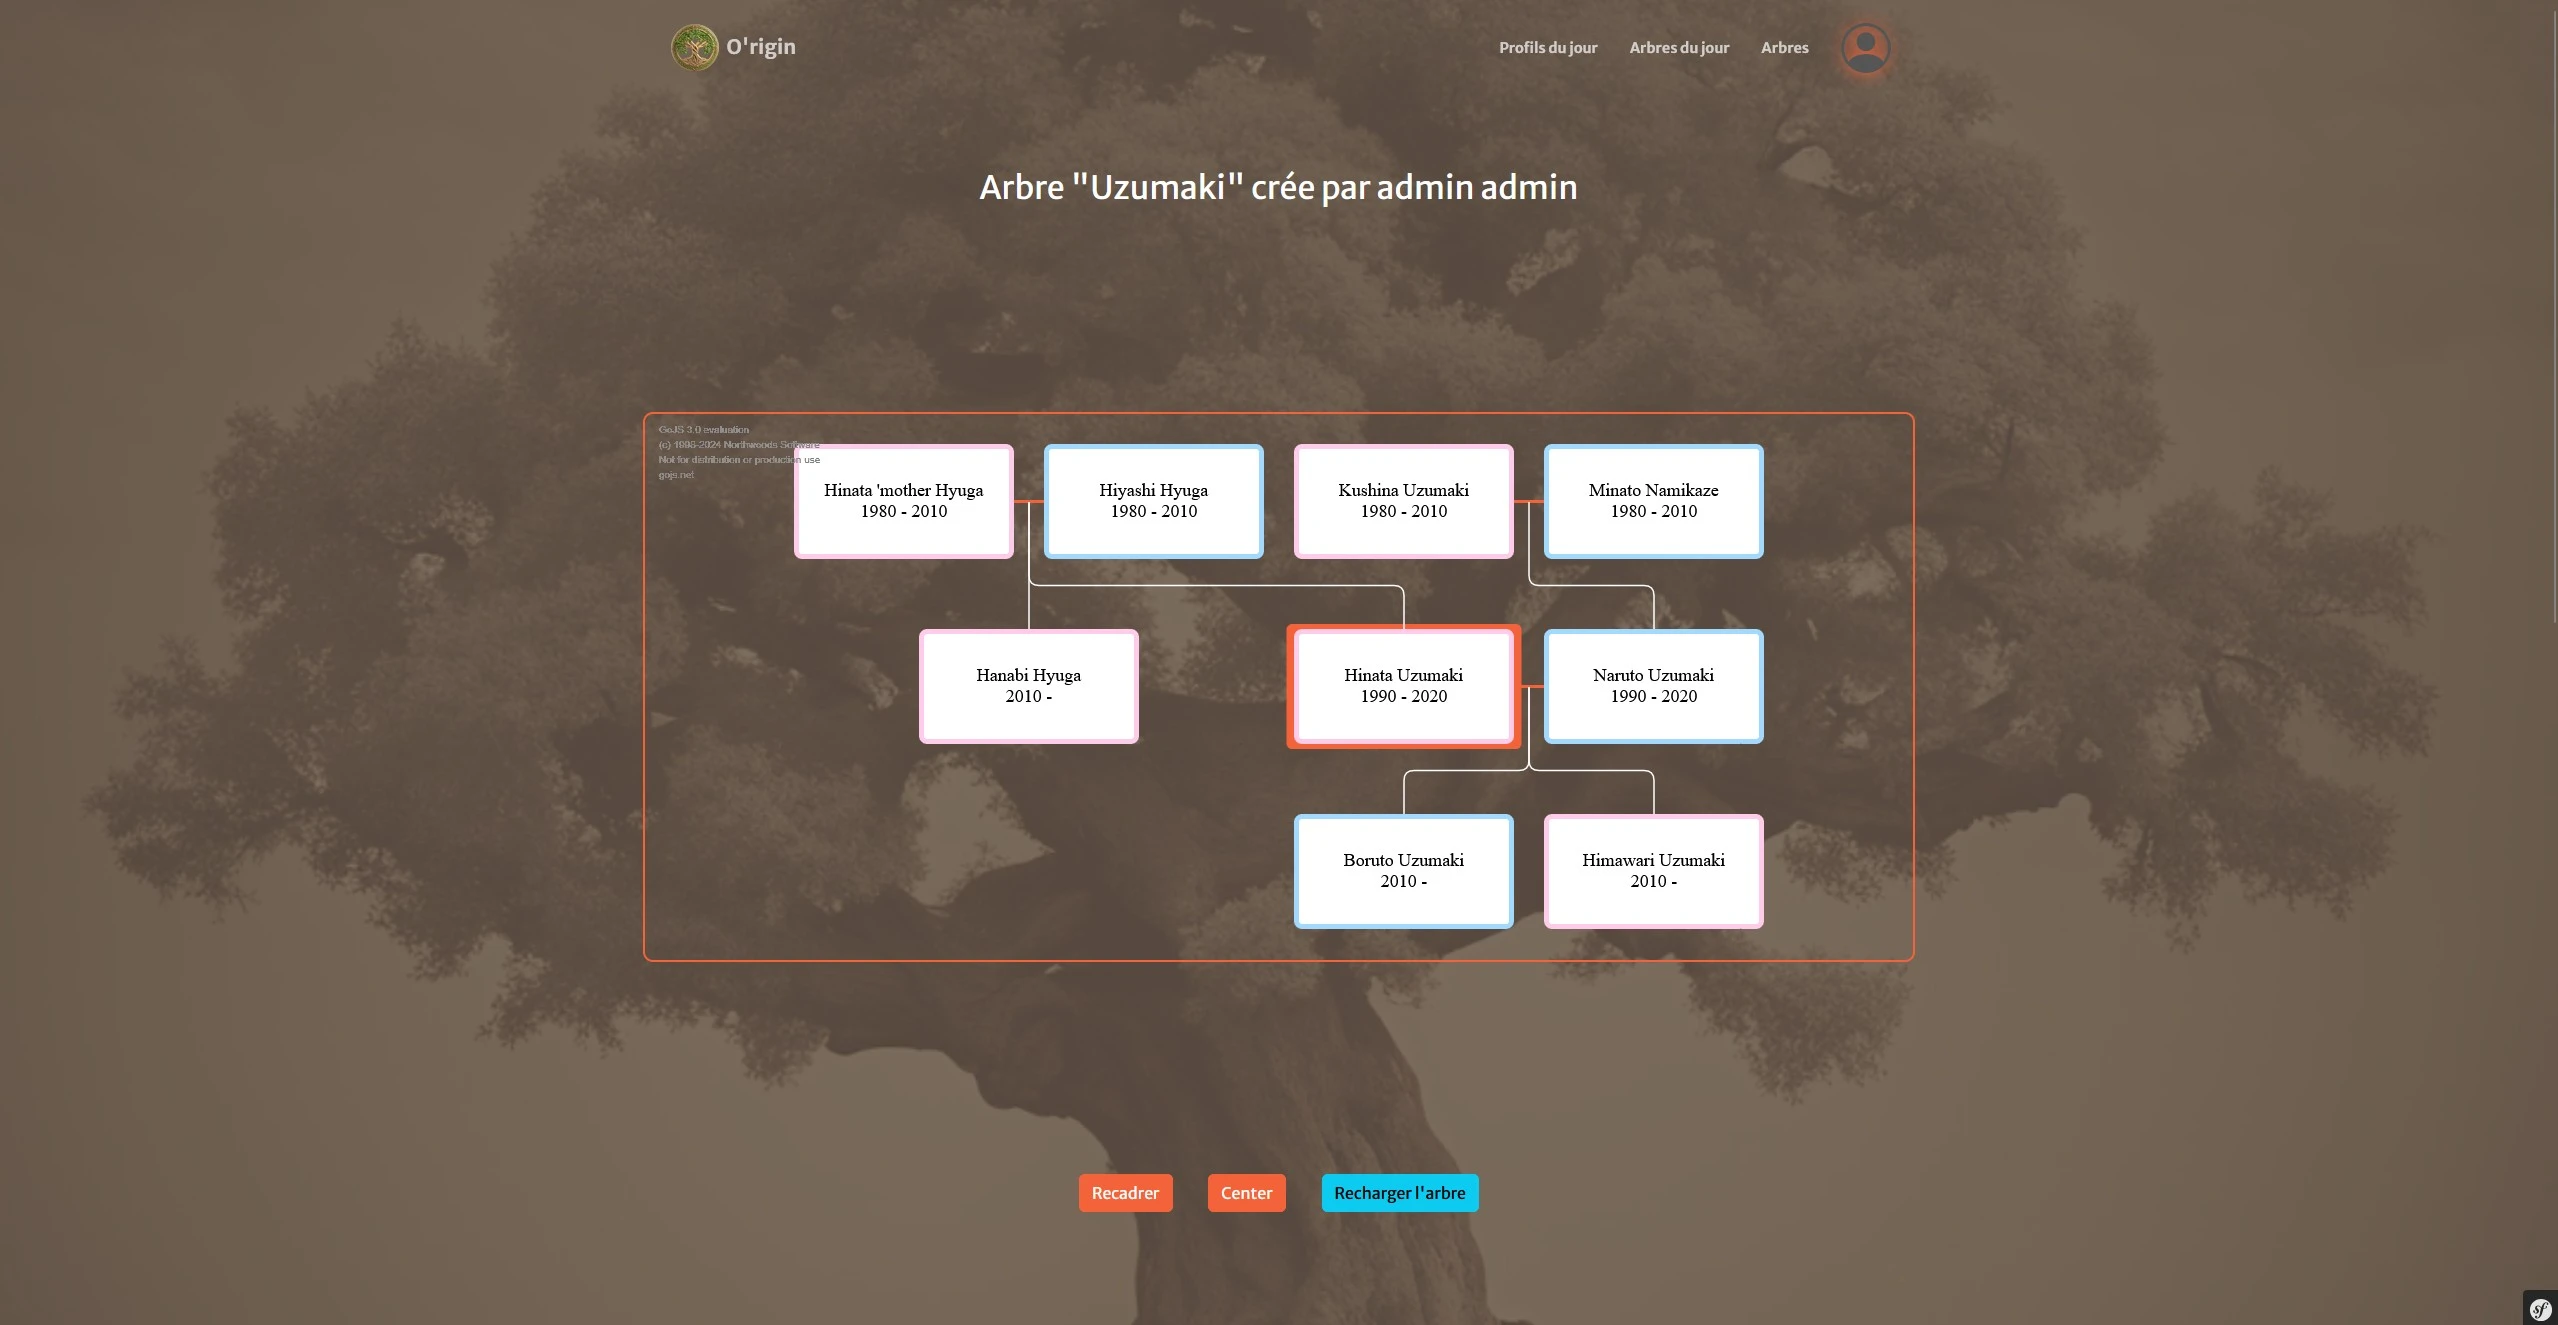 O'rigin
Profils du jour
Arbres du jour
Arbres
Arbre "Uzumaki" crée par admin admin
GoJS 3.0 evaluation
(c) 1998-2024 Northwoods Software
Not for distribution or production use
gojs.net
Hinata 'mother Hyuga
1980 - 2010
Hiyashi Hyuga
1980 - 2010
Kushina Uzumaki
1980 - 2010
Minato Namikaze
1980 - 2010
Hanabi Hyuga
2010 -
Hinata Uzumaki
1990 - 2020
Naruto Uzumaki
1990 - 2020
Boruto Uzumaki
2010 -
Himawari Uzumaki
2010 -
Recadrer
Center
Recharger l'arbre
sf